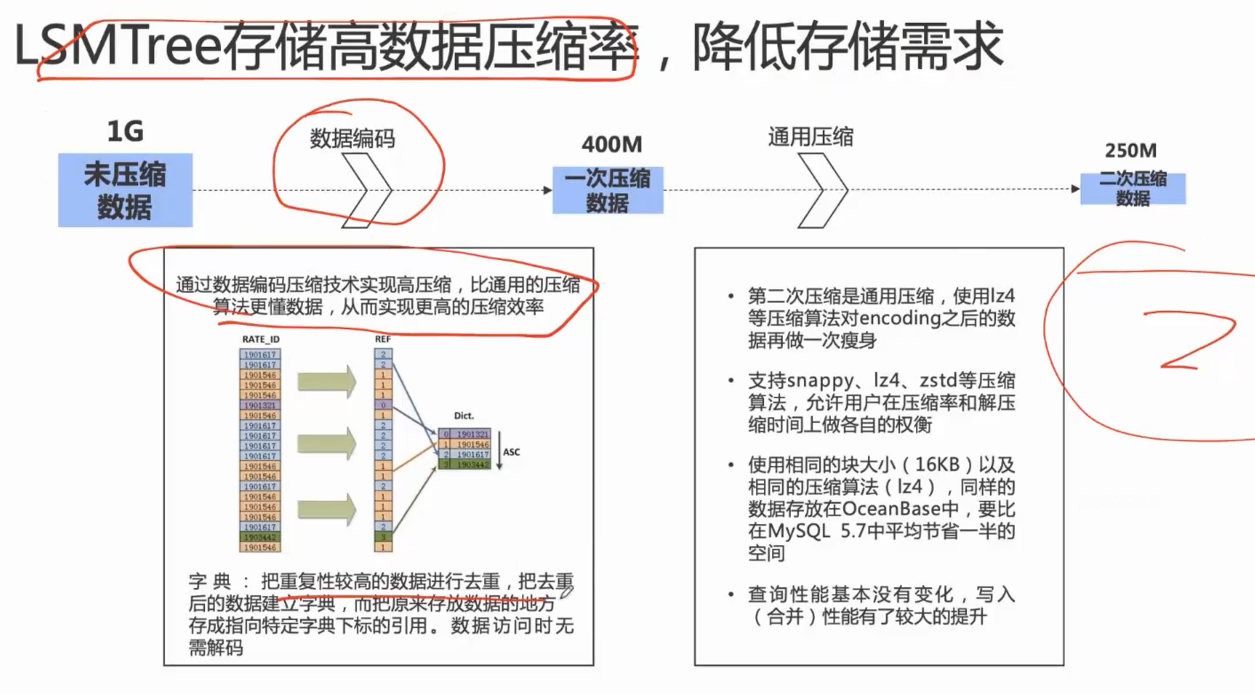 LSMTree存储高数据压缩率，降低存储需求
1G
未压缩
数据
数据编码
400M
一次压缩
数据
通用压缩
250M
二次压缩
数据
通过数据编码压缩技术实现高压缩，比通用的压缩
算法更懂数据，从而实现更高的压缩效率
RATE_ID
1901617
1901617
1901546
1901546
1901546
1901321
1901546
1901617
1901617
1901617
1901617
1901546
1901546
1901617
1901546
1901546
1901546
1901617
1903442
1901546
REF
2
2
1
1
1
0
1
2
2
2
2
1
1
2
1
1
1
2
3
1
Dict.
0 1901321
1 1901546
2 1901617
3 1903442
ASC
字典：把重复性较高的数据进行去重，把去重
后的数据建立字典，而把原来存放数据的地方
存成指向特定字典下标的引用。数据访问时无
需解码
• 第二次压缩是通用压缩，使用lz4
等压缩算法对encoding之后的数
据再做一次瘦身
• 支持snappy、lz4、zstd等压缩
算法，允许用户在压缩率和解压
缩时间上做各自的权衡
• 使用相同的块大小（16KB）以及
相同的压缩算法（lz4），同样的
数据存放在OceanBase中，要比
在MySQL 5.7中平均节省一半的
空间
• 查询性能基本没有变化，写入
（合并）性能有了较大的提升
2